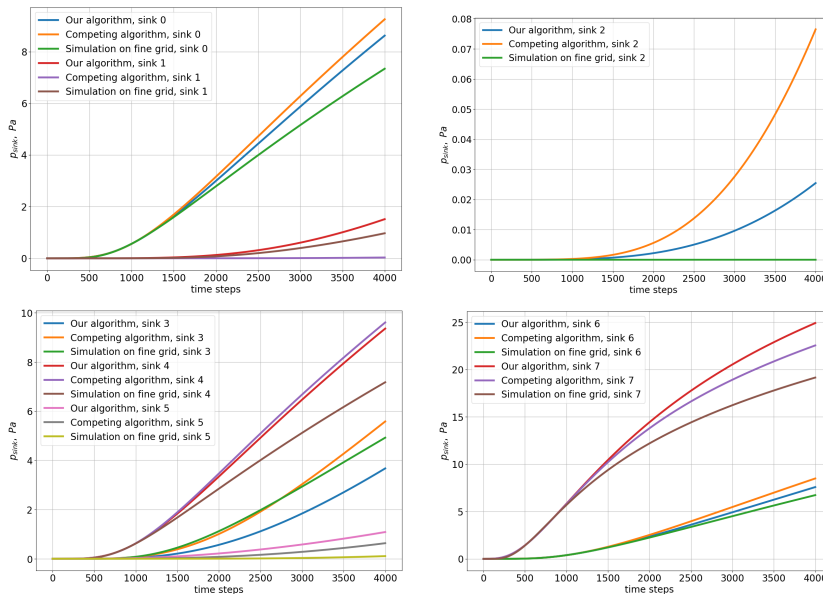 Our algorithm, sink 0
Competing algorithm, sink 0
Simulation on fine grid, sink 0
Our algorithm, sink 1
Competing algorithm, sink 1
Simulation on fine grid, sink 1
8
6
4
2
0
p_sink, Pa
0 500 1000 1500 2000 2500 3000 3500 4000
time steps
Our algorithm, sink 2
Competing algorithm, sink 2
Simulation on fine grid, sink 2
0.08
0.07
0.06
0.05
0.04
0.03
0.02
0.01
0.00
p_sink, Pa
0 500 1000 1500 2000 2500 3000 3500 4000
time steps
Our algorithm, sink 3
Competing algorithm, sink 3
Simulation on fine grid, sink 3
Our algorithm, sink 4
Competing algorithm, sink 4
Simulation on fine grid, sink 4
Our algorithm, sink 5
Competing algorithm, sink 5
Simulation on fine grid, sink 5
10
8
6
4
2
0
p_sink, Pa
0 500 1000 1500 2000 2500 3000 3500 4000
time steps
Our algorithm, sink 6
Competing algorithm, sink 6
Simulation on fine grid, sink 6
Our algorithm, sink 7
Competing algorithm, sink 7
Simulation on fine grid, sink 7
25
20
15
10
5
0
p_sink, Pa
0 500 1000 1500 2000 2500 3000 3500 4000
time steps